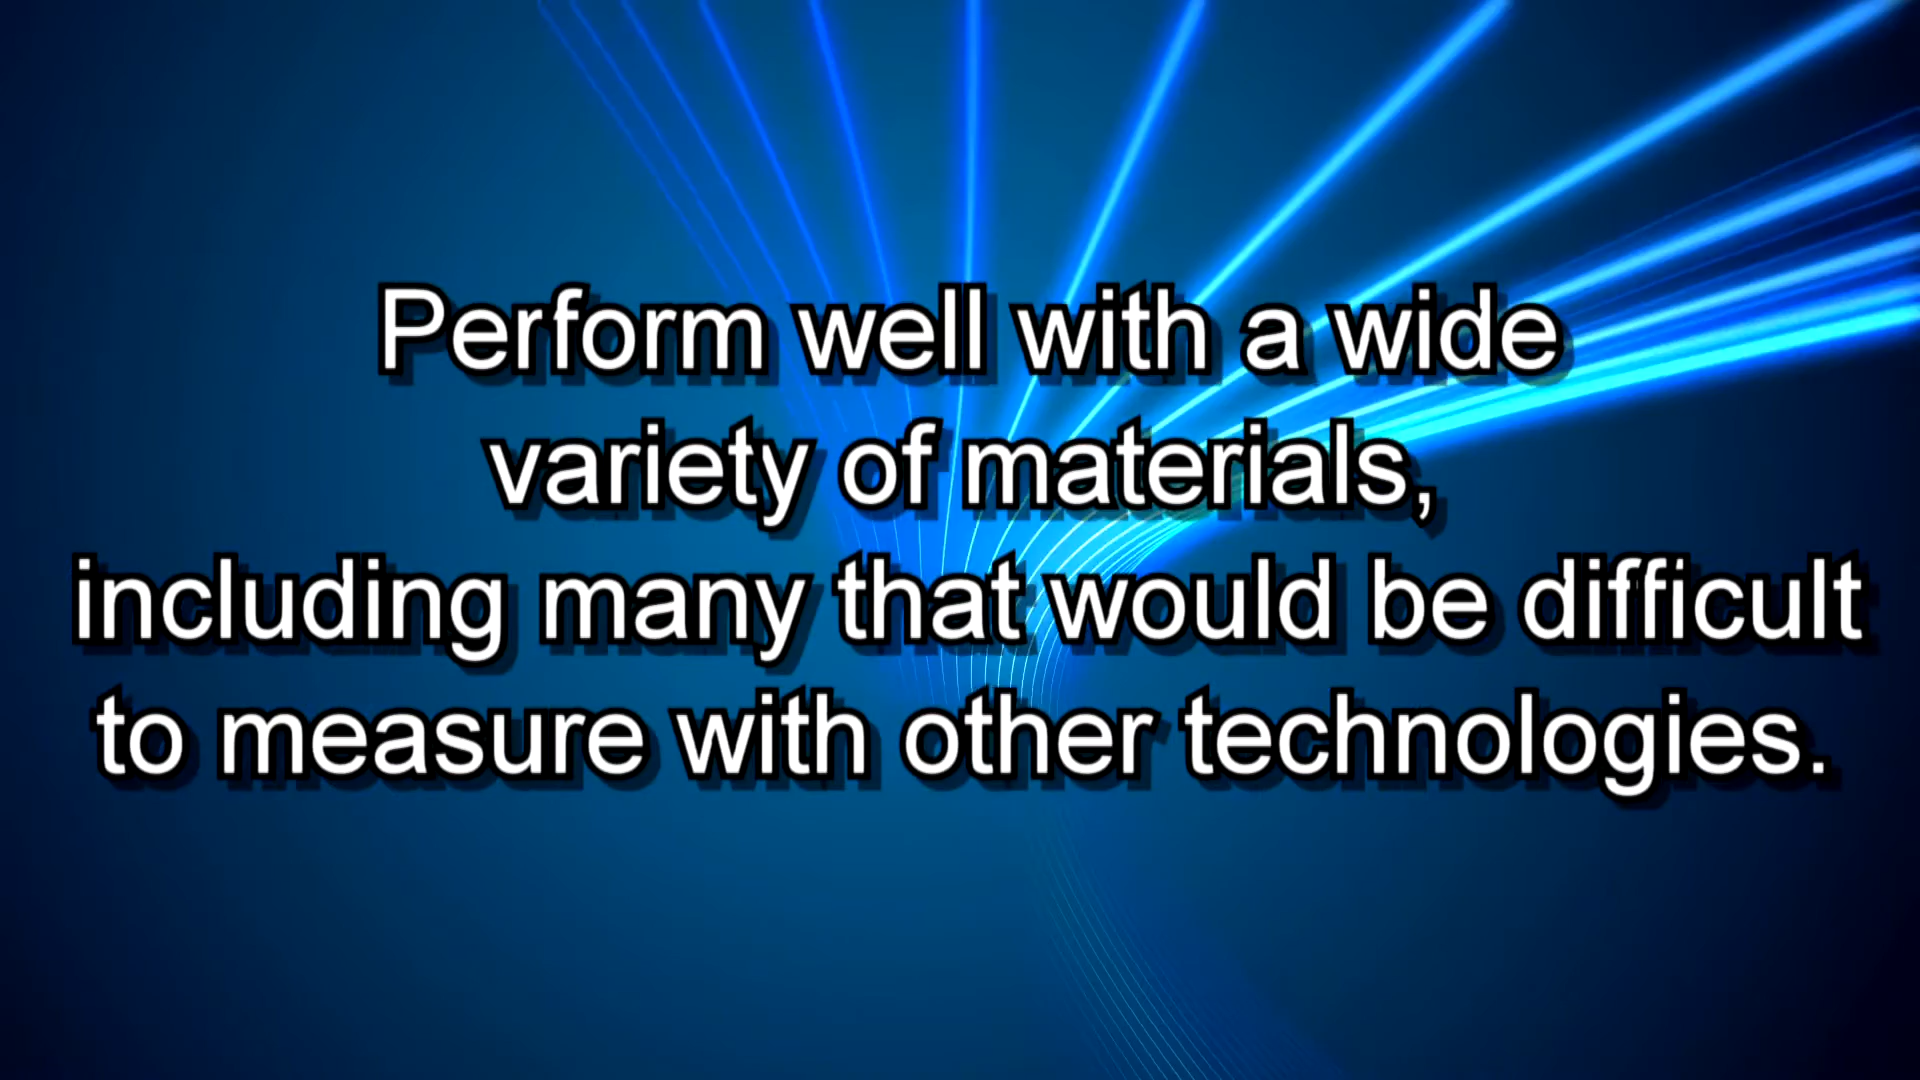 Perform well with a wide
variety of materials,
including many that would be difficult
to measure with other technologies.